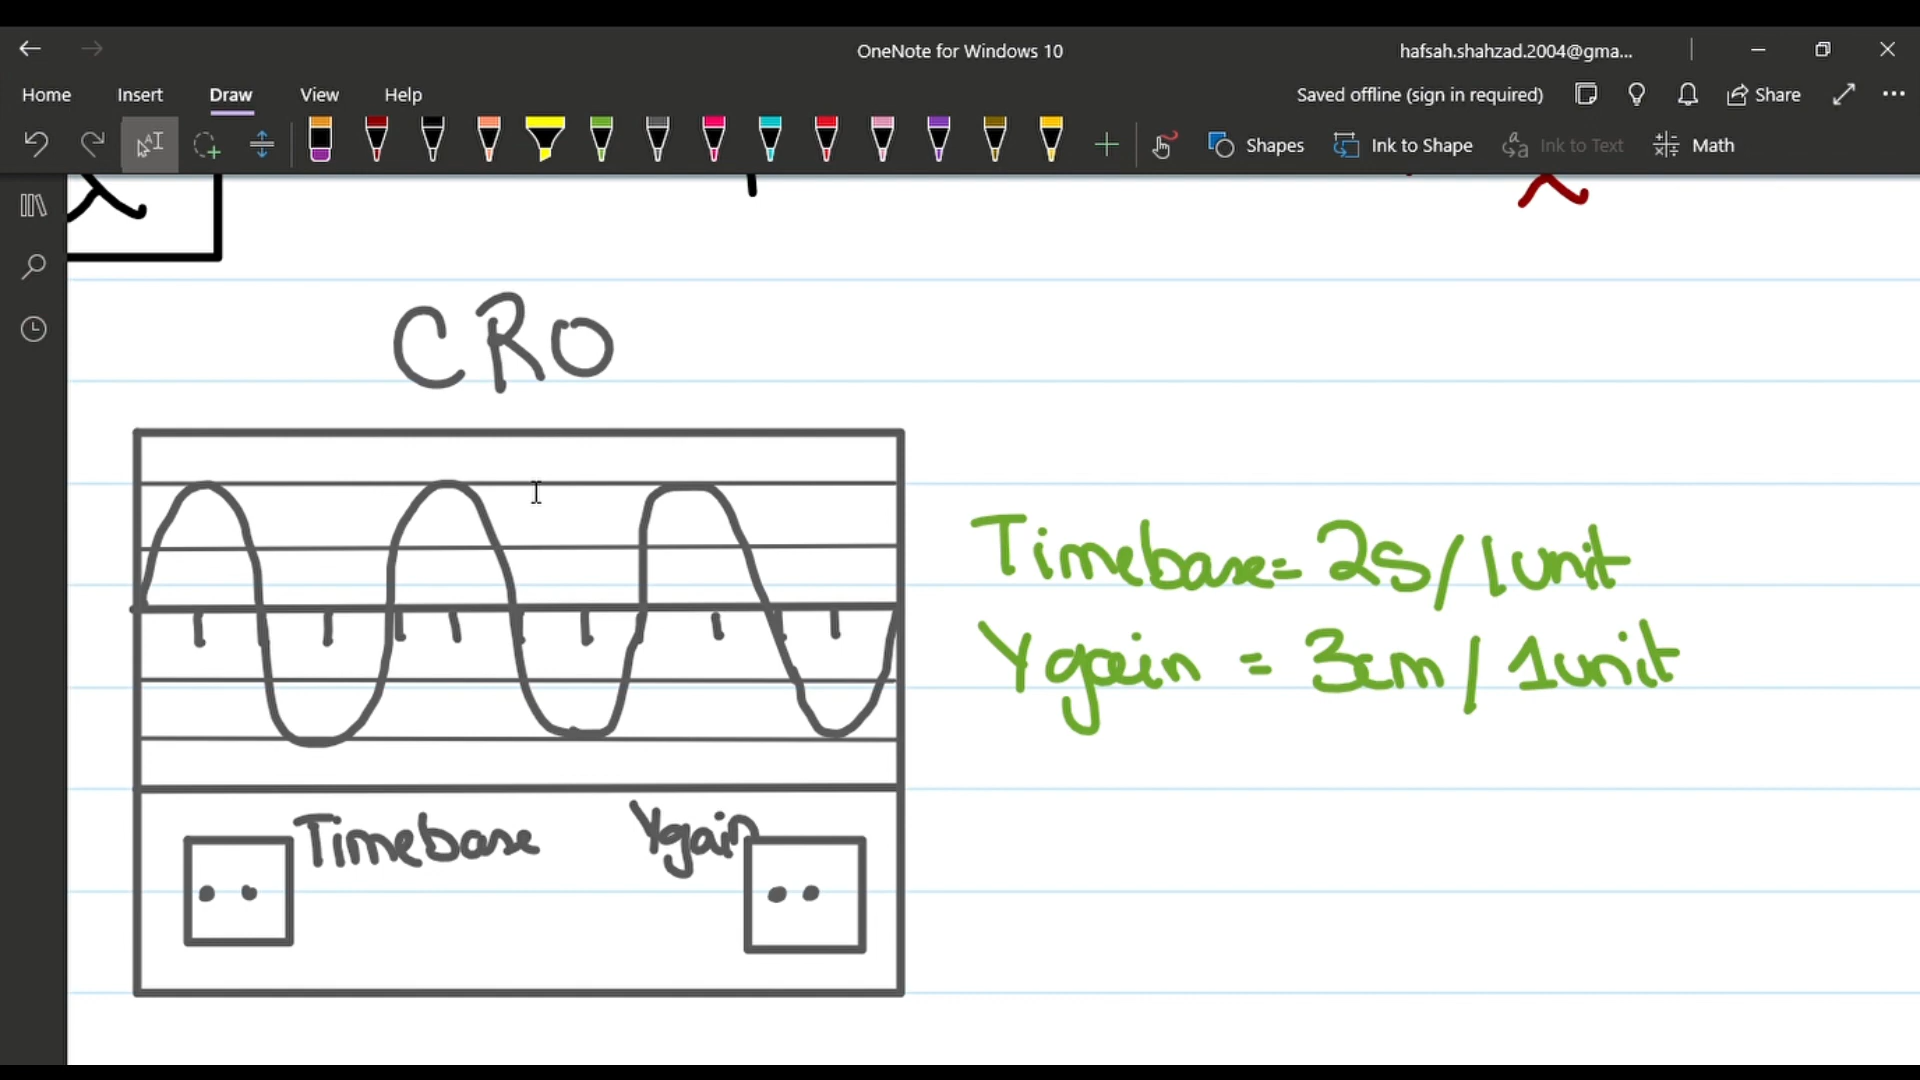 OneNote for Windows 10
hafsah.shahzad.2004@gma...
Home Insert Draw View Help
Saved offline (sign in required) Share
Shapes Ink to Shape Ink to Text Math
CRO
Timebase= 2s/1unit
Ygain = 3cm/1unit
Timebase Ygain